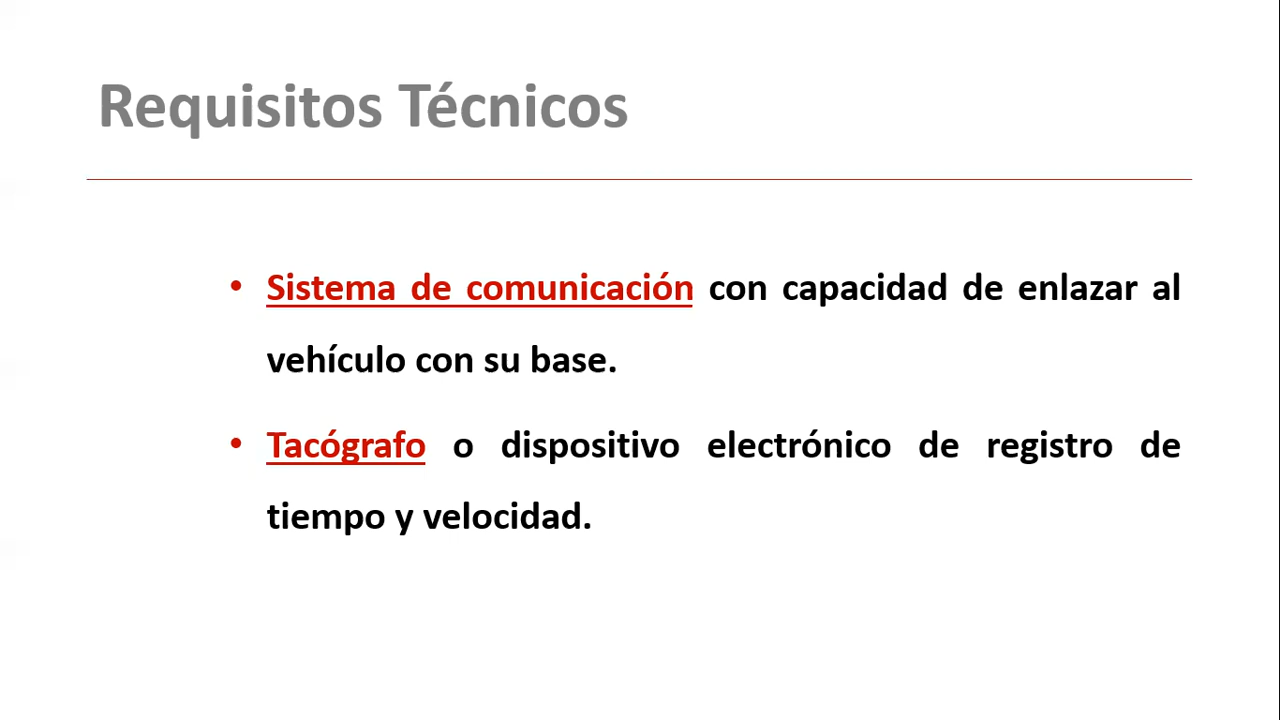 Requisitos Técnicos
• Sistema de comunicación con capacidad de enlazar al
vehículo con su base.
• Tacógrafo o dispositivo electrónico de registro de
tiempo y velocidad.